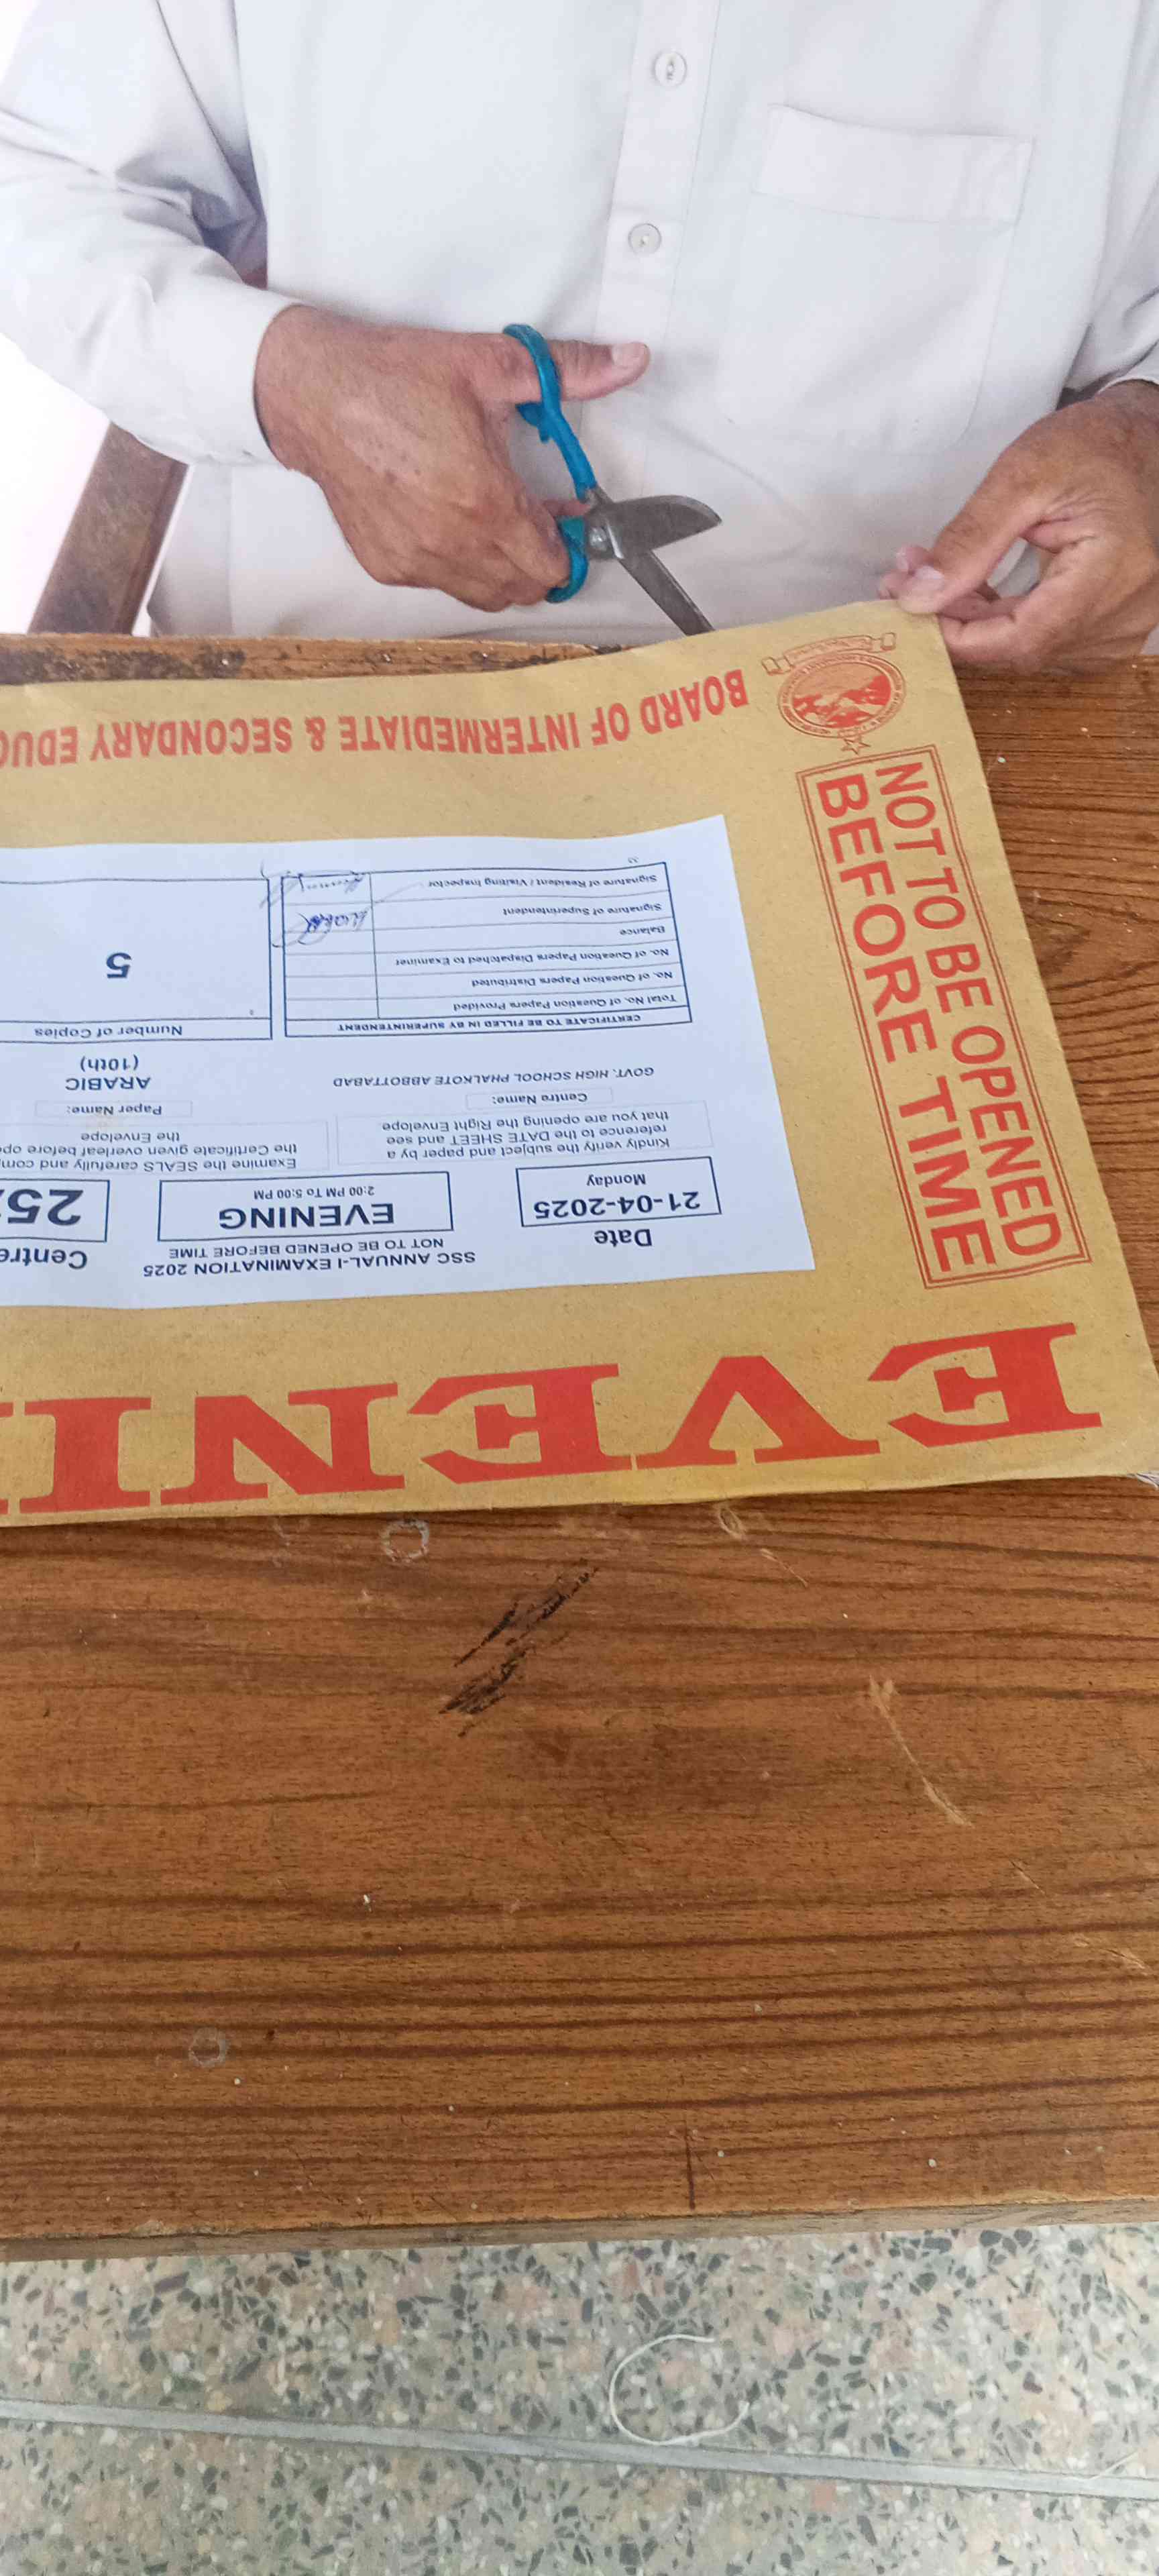 EVENI
NOT TO BE OPENED
BEFORE TIME
SSC ANNUAL-I EXAMINATION 2025
NOT TO BE OPENED BEFORE TIME
Date
21-04-2025
Monday
EVENING
2:00 PM To 5:00 PM
Centre
25
Kindly verify the subject and paper by a
reference to the DATE SHEET and see
that you are opening the Right Envelope
Examine the SEALS carefully and com
the Certificate given overleaf before op
the Envelope
Centre Name:
GOVT. HIGH SCHOOL PHALKOTE ABBOTTABAD
Paper Name:
ARABIC
(10th)
CERTIFICATE TO BE FILLED IN BY SUPERINTENDENT
Total No. of Question Papers Provided
No. of Question Papers Distributed
No. of Question Papers Dispatched to Examiner
Balance
Signature of Superintendent
Signature of Resident / Visiting Inspector
Number of Copies
5
BOARD OF INTERMEDIATE & SECONDARY EDUC